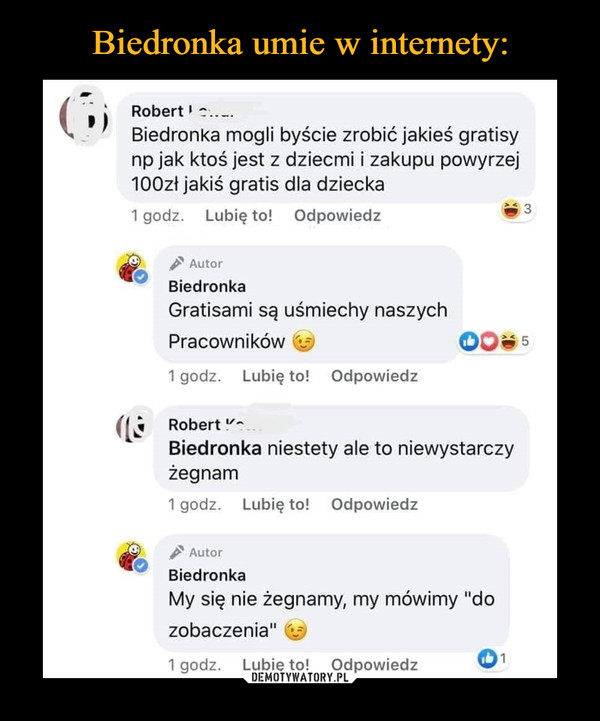 Biedronka umie w internety:
Robert
Biedronka mogli byście zrobić jakieś gratisy
np jak ktoś jest z dziecmi i zakupu powyrzej
100zł jakiś gratis dla dziecka
1 godz. Lubię to! Odpowiedz 3
Autor
Biedronka
Gratisami są uśmiechy naszych
Pracowników 😉 5
1 godz. Lubię to! Odpowiedz
Robert
Biedronka niestety ale to niewystarczy
żegnam
1 godz. Lubię to! Odpowiedz
Autor
Biedronka
My się nie żegnamy, my mówimy "do
zobaczenia" 😉
1 godz. Lubię to! Odpowiedz 1
DEMOTYWATORY.PL